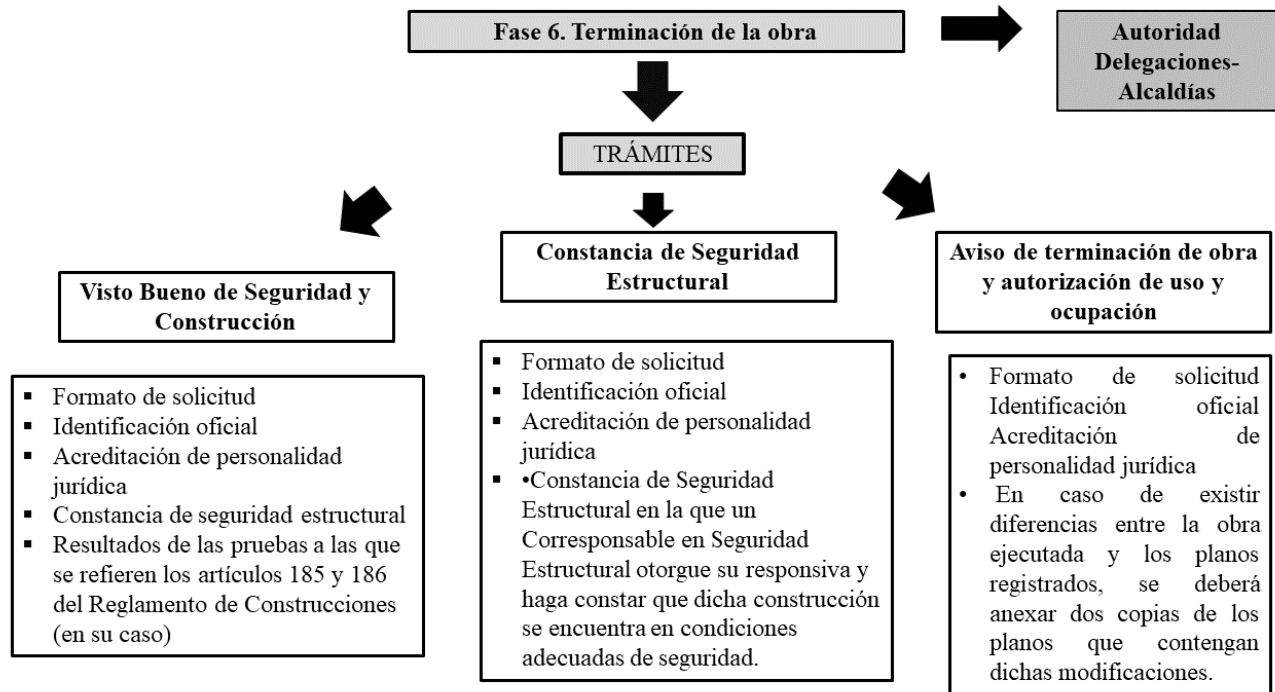 Fase 6. Terminación de la obra
Autoridad
Delegaciones-
Alcaldías
TRÁMITES
Visto Bueno de Seguridad y
Construcción
▪ Formato de solicitud
▪ Identificación oficial
▪ Acreditación de personalidad
jurídica
▪ Constancia de seguridad estructural
▪ Resultados de las pruebas a las que
se refieren los artículos 185 y 186
del Reglamento de Construcciones
(en su caso)
Constancia de Seguridad
Estructural
▪ Formato de solicitud
▪ Identificación oficial
▪ Acreditación de personalidad
jurídica
▪ •Constancia de Seguridad
Estructural en la que un
Corresponsable en Seguridad
Estructural otorgue su responsiva y
haga constar que dicha construcción
se encuentra en condiciones
adecuadas de seguridad.
Aviso de terminación de obra
y autorización de uso y
ocupación
• Formato de solicitud
Identificación oficial
Acreditación de
personalidad jurídica
• En caso de existir
diferencias entre la obra
ejecutada y los planos
registrados, se deberá
anexar dos copias de los
planos que contengan
dichas modificaciones.